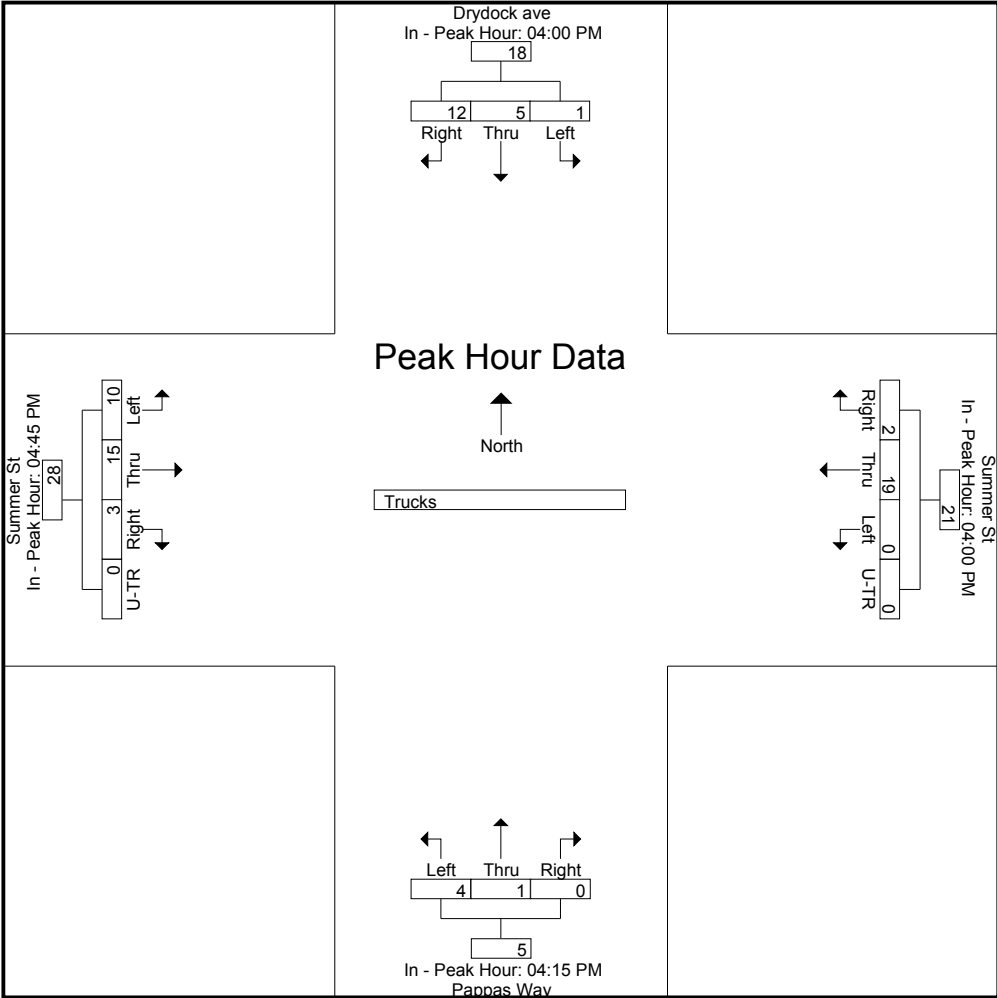 Drydock ave
In - Peak Hour: 04:00 PM
18
12 5 1
Right Thru Left
Peak Hour Data
North
Trucks
Summer St
In - Peak Hour: 04:45 PM
28
10 15 3 0
Left Thru Right U-TR
Summer St
In - Peak Hour: 04:00 PM
21
2 19 0 0
Right Thru Left U-TR
Left Thru Right
4 1 0
5
In - Peak Hour: 04:15 PM
Pappas Way